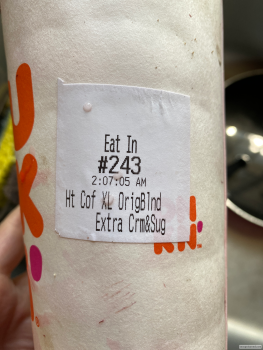 Eat In
#243
2:07:05 AM
Ht Cof XL OrigBlnd
Extra Crm&Sug